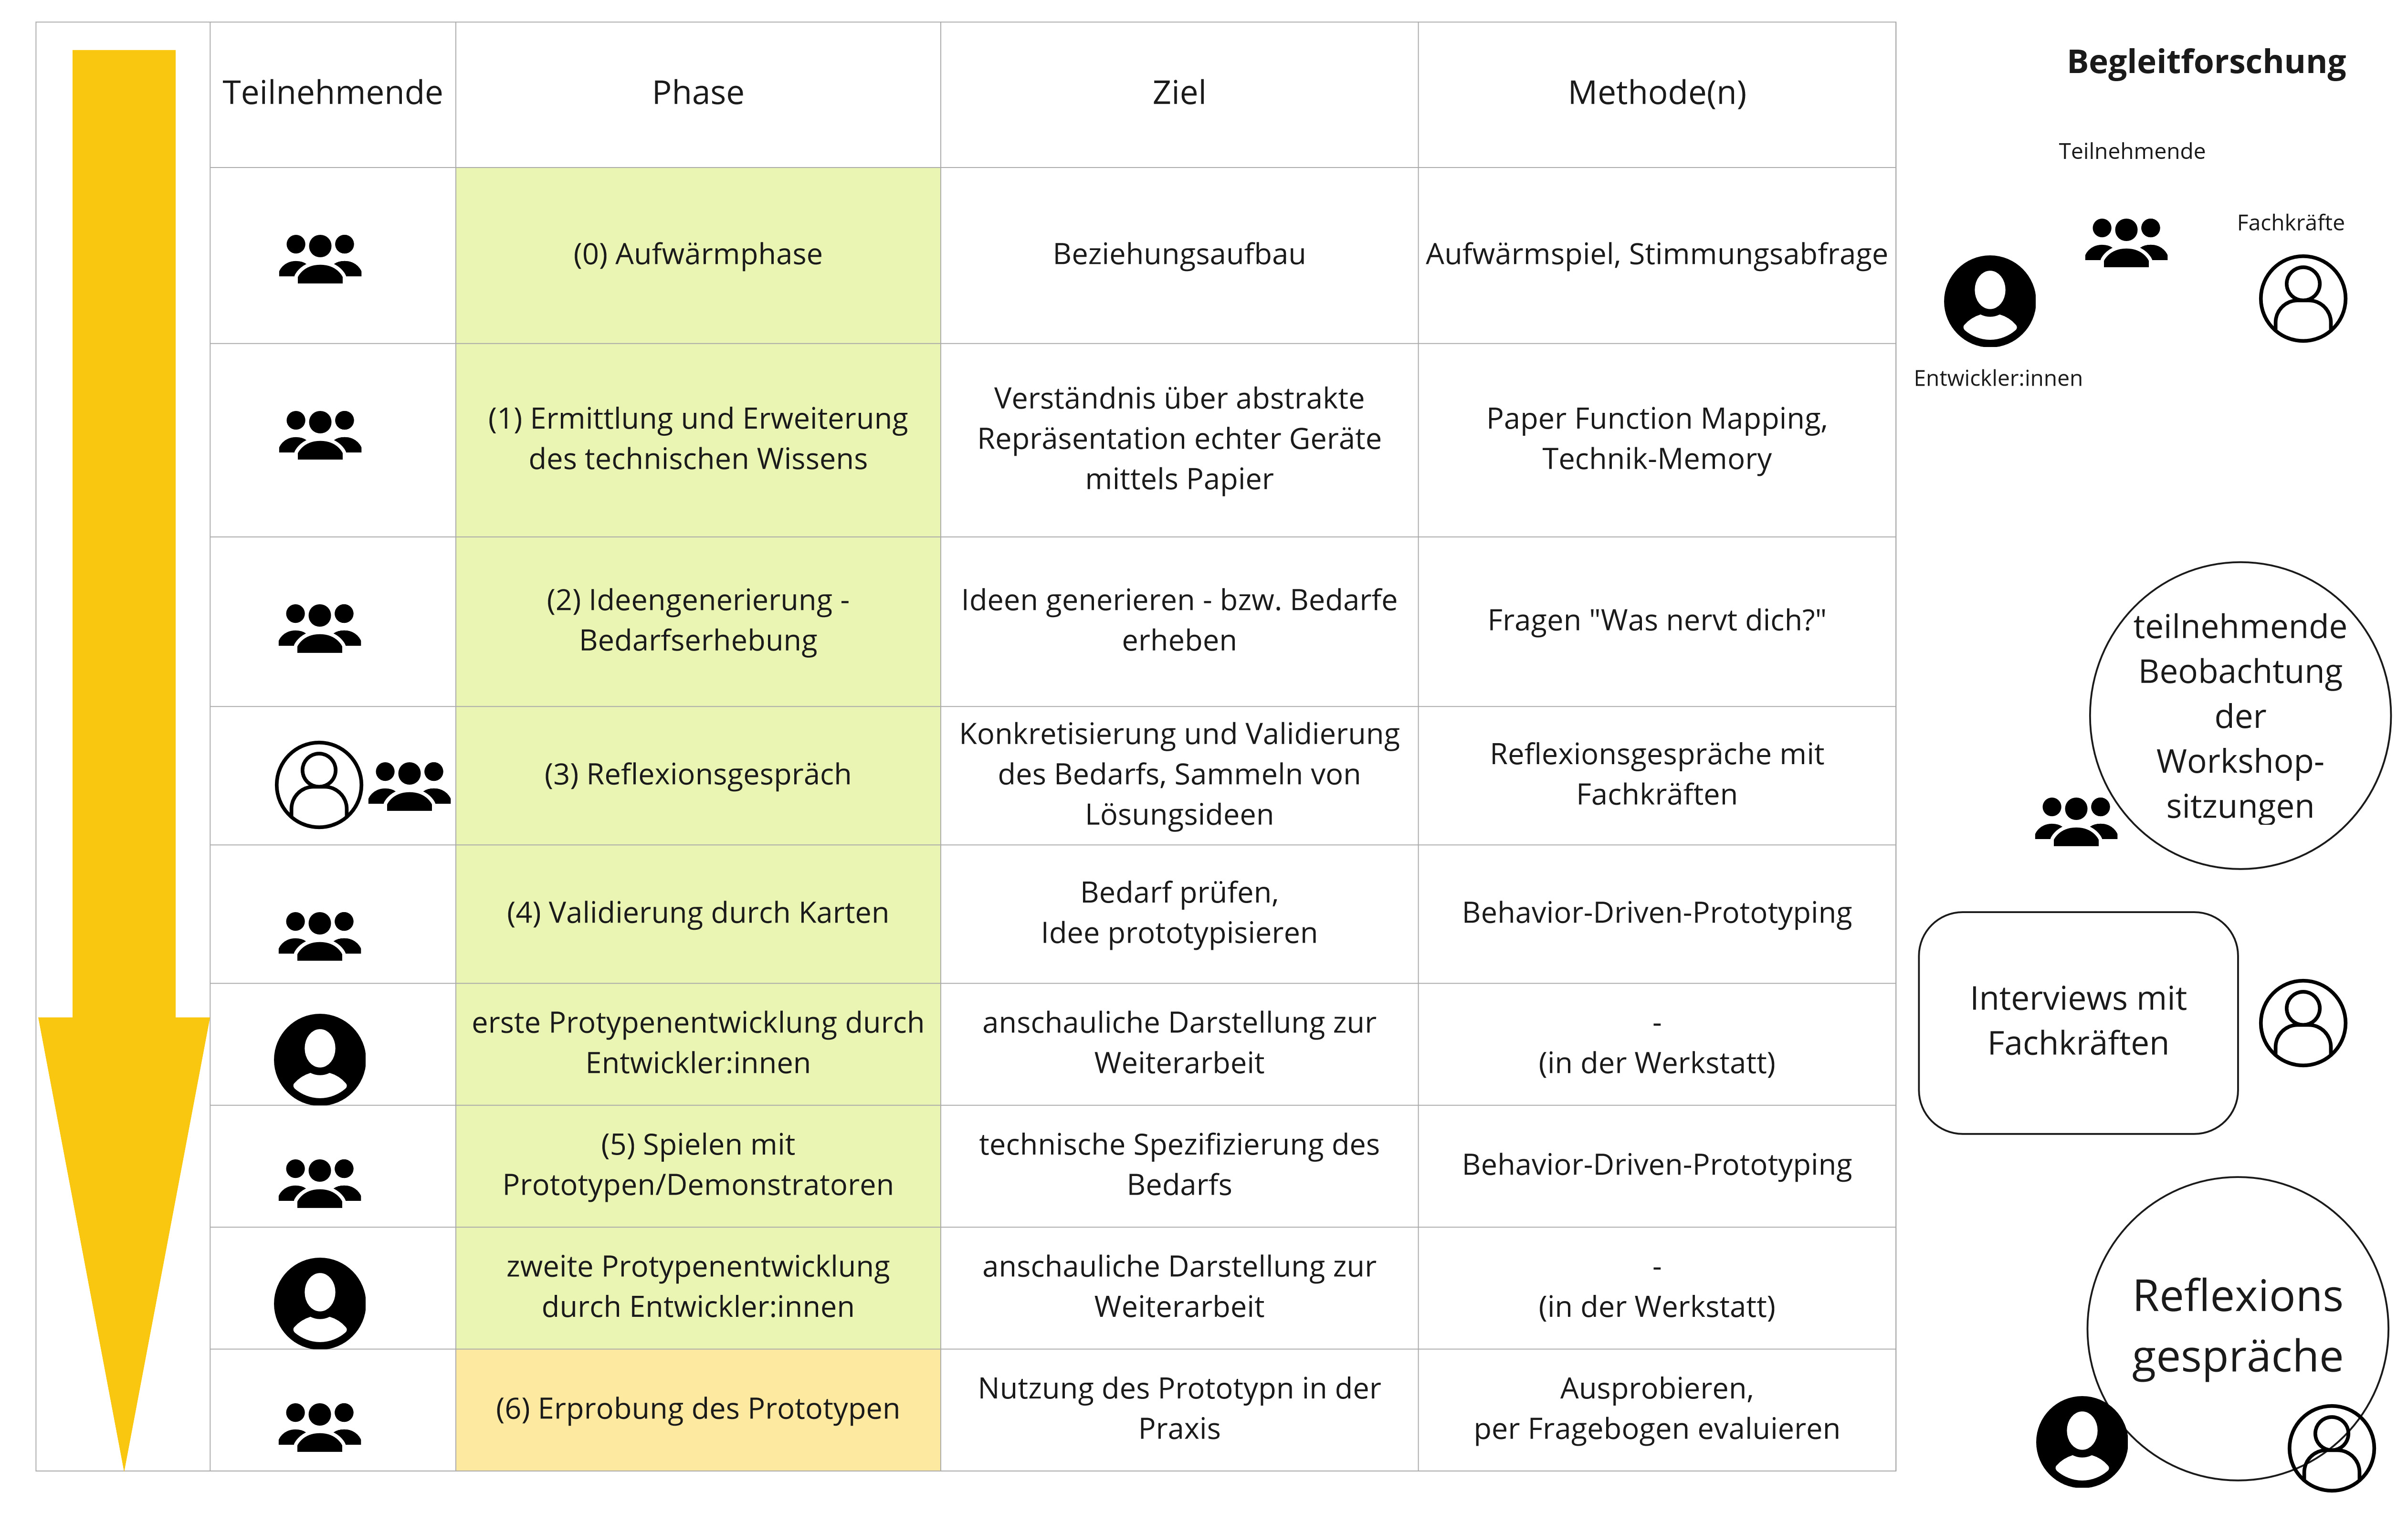 Teilnehmende
Phase
Ziel
Methode(n)
(0) Aufwärmphase
Beziehungsaufbau
Aufwärmspiel, Stimmungsabfrage
(1) Ermittlung und Erweiterung
des technischen Wissens
Verständnis über abstrakte
Repräsentation echter Geräte
mittels Papier
Paper Function Mapping,
Technik-Memory
(2) Ideengenerierung -
Bedarfserhebung
Ideen generieren - bzw. Bedarfe
erheben
Fragen "Was nervt dich?"
(3) Reflexionsgespräch
Konkretisierung und Validierung
des Bedarfs, Sammeln von
Lösungsideen
Reflexionsgespräche mit
Fachkräften
(4) Validierung durch Karten
Bedarf prüfen,
Idee prototypisieren
Behavior-Driven-Prototyping
erste Protypenentwicklung durch
Entwickler:innen
anschauliche Darstellung zur
Weiterarbeit
-
(in der Werkstatt)
(5) Spielen mit
Prototypen/Demonstratoren
technische Spezifizierung des
Bedarfs
Behavior-Driven-Prototyping
zweite Protypenentwicklung
durch Entwickler:innen
anschauliche Darstellung zur
Weiterarbeit
-
(in der Werkstatt)
(6) Erprobung des Prototypen
Nutzung des Prototypn in der
Praxis
Ausprobieren,
per Fragebogen evaluieren
Begleitforschung
Teilnehmende
Fachkräfte
Entwickler:innen
teilnehmende
Beobachtung
der
Workshop-
sitzungen
Interviews mit
Fachkräften
Reflexions
gespräche